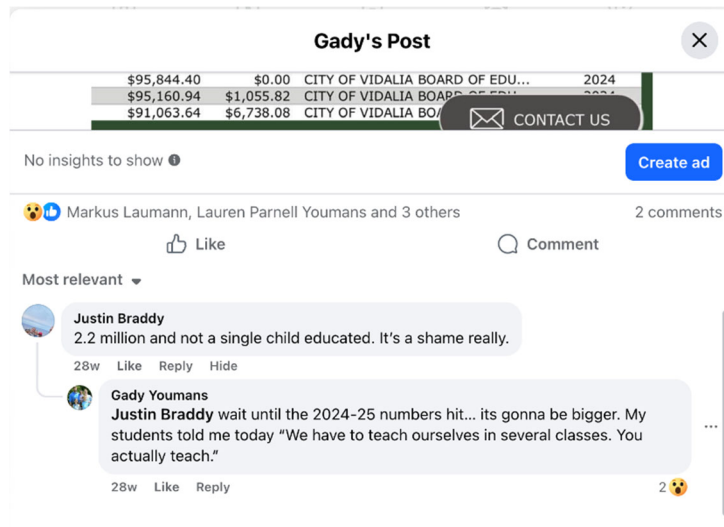 Gady's Post
$95,844.40 $0.00 CITY OF VIDALIA BOARD OF EDU... 2024
$95,160.94 $1,055.82 CITY OF VIDALIA BOARD OF EDU... 2024
$91,063.64 $6,738.08 CITY OF VIDALIA
CONTACT US
No insights to show
Create ad
Markus Laumann, Lauren Parnell Youmans and 3 others 2 comments
Like Comment
Most relevant
Justin Braddy
2.2 million and not a single child educated. It's a shame really.
28w Like Reply Hide
Gady Youmans
Justin Braddy wait until the 2024-25 numbers hit... its gonna be bigger. My
students told me today “We have to teach ourselves in several classes. You
actually teach.”
28w Like Reply 2